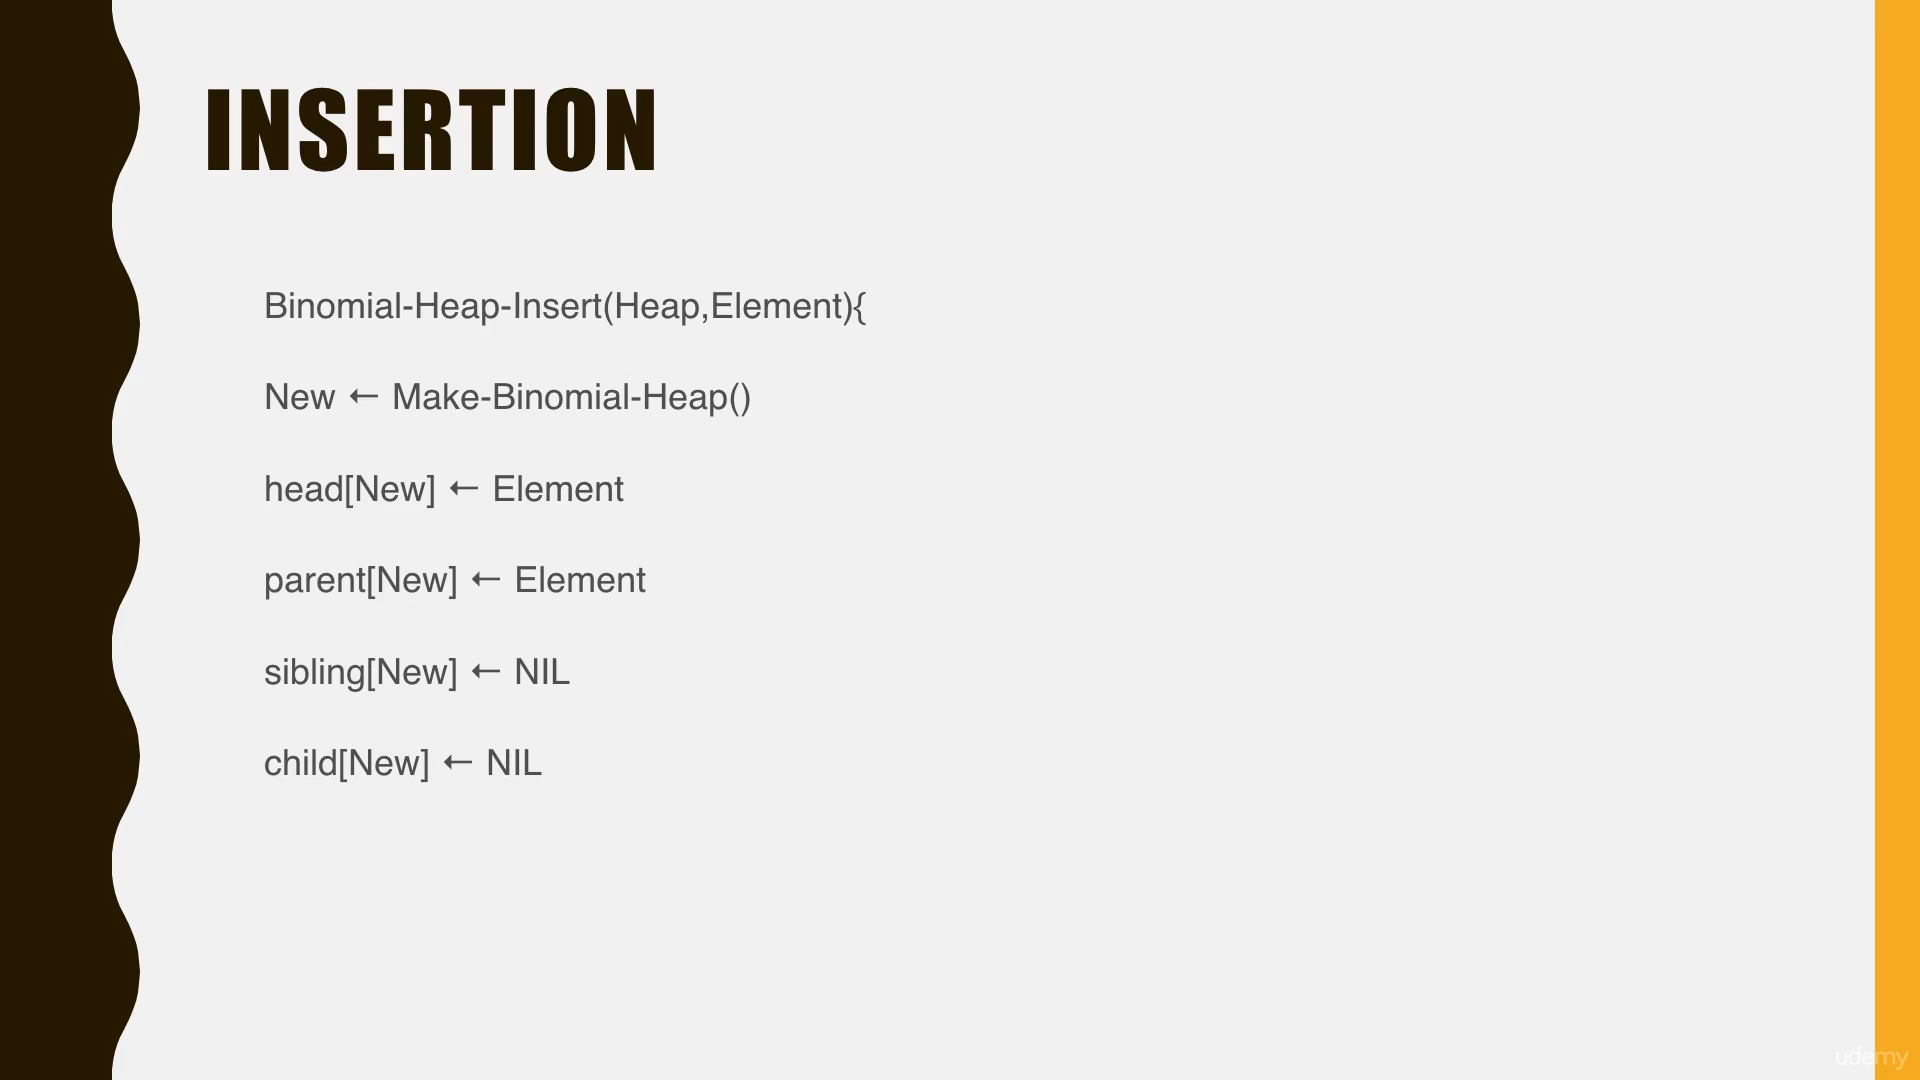 INSERTION
Binomial-Heap-Insert(Heap,Element){
New ← Make-Binomial-Heap()
head[New] ← Element
parent[New] ← Element
sibling[New] ← NIL
child[New] ← NIL
udemy